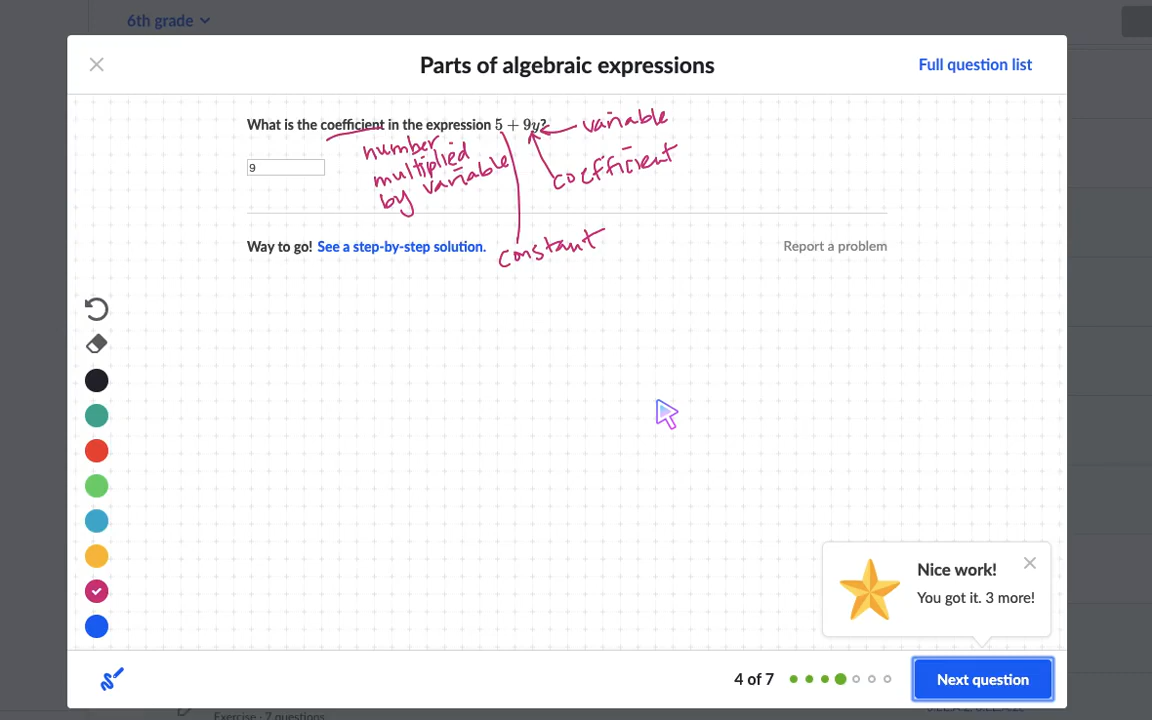 6th grade
Parts of algebraic expressions
Full question list
What is the coefficient in the expression 5 + 9y?
variable
number
multiplied
by variable
coefficient
9
constant
Way to go! See a step-by-step solution.
Report a problem
Nice work!
You got it. 3 more!
4 of 7
Next question
Exercise · 7 questions